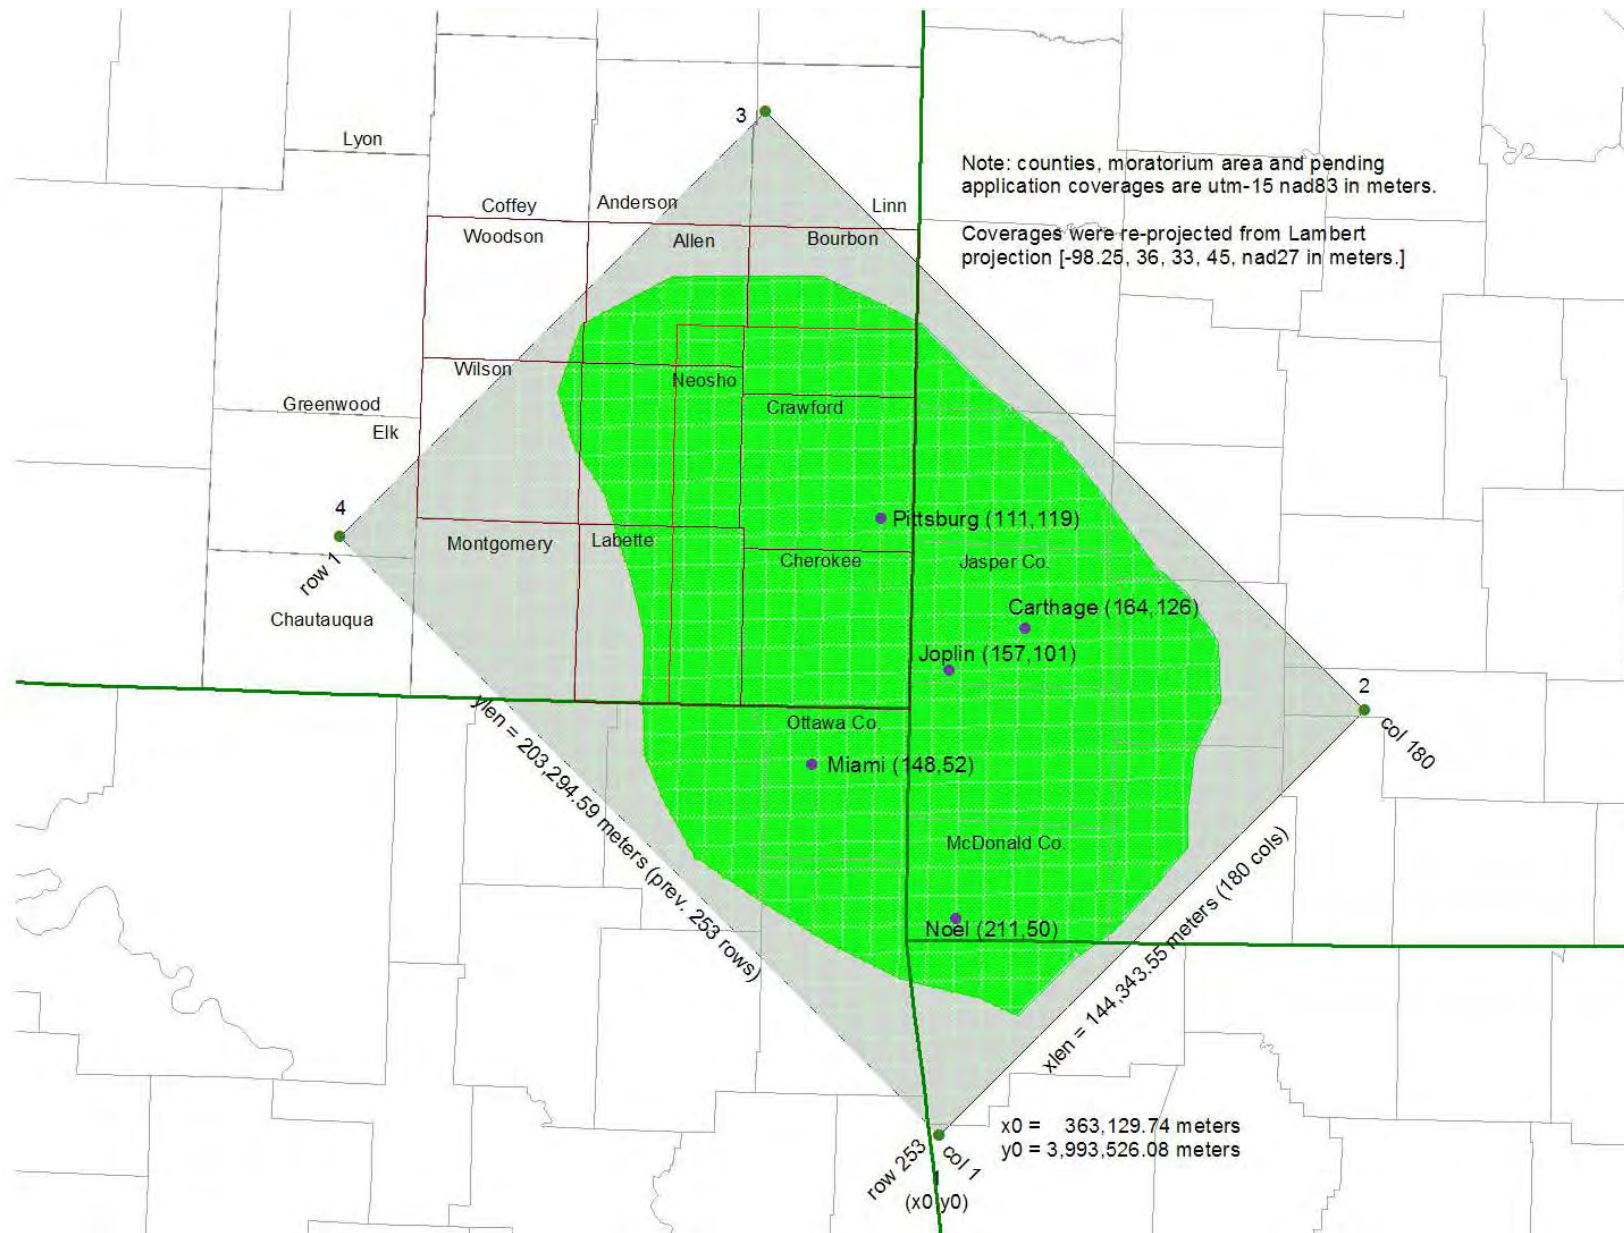 3
Lyon
Note: counties, moratorium area and pending
application coverages are utm-15 nad83 in meters.
Coffey
Anderson
Linn
Woodson
Allen
Bourbon
Coverages were re-projected from Lambert
projection [-98.25, 36, 33, 45, nad27 in meters.]
Wilson
Neosho
Greenwood
Crawford
Elk
4
Pittsburg (111,119)
Montgomery
Labette
Cherokee
Jasper Co.
row 1
Carthage (164,126)
Chautauqua
Joplin (157,101)
2
col 180
Ottawa Co.
Miami (148,52)
ylen = 203,294.59 meters (prev. 253 rows)
McDonald Co.
Noel (211,50)
xlen = 144,343.55 meters (180 cols)
x0 = 363,129.74 meters
y0 = 3,993,526.08 meters
row 253
col 1
1
(x0,y0)